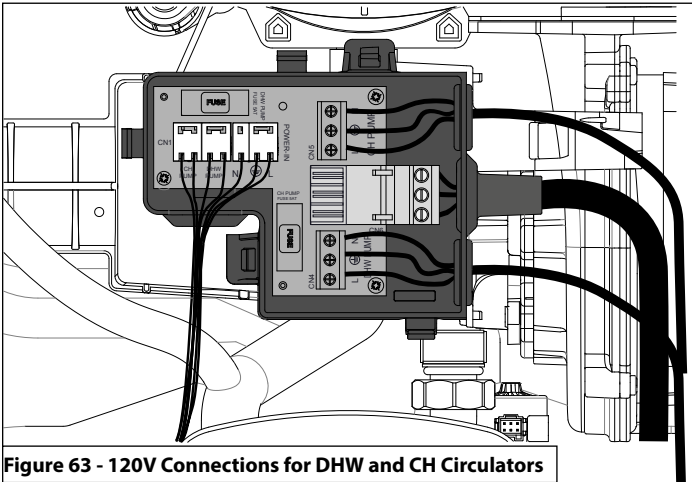 FUSE
DHW PUMP
FUSE 5AT
CN1
POWER-IN
CH
PUMP
DHW
PUMP
N
L
CN5
L
CH PUMP
CH PUMP
FUSE 5AT
FUSE
CN6
CN4
L
N
DHW PUMP
Figure 63 - 120V Connections for DHW and CH Circulators